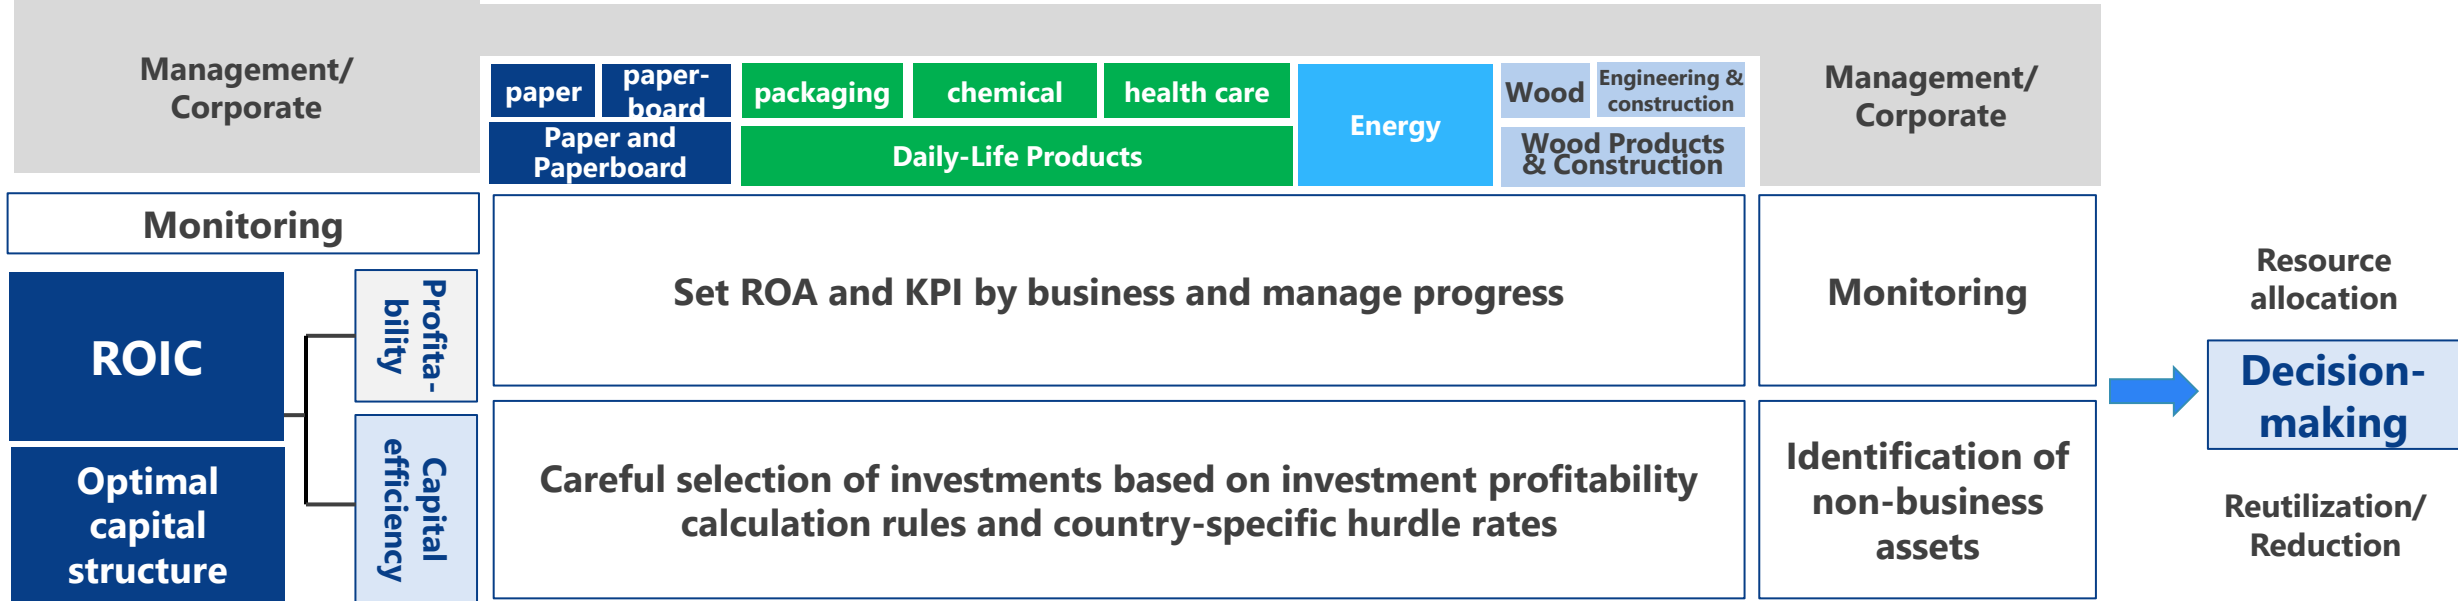 Management/
Corporate
paper
paper-
board
packaging
chemical
health care
Energy
Wood
Engineering &
construction
Paper and
Paperboard
Daily-Life Products
Wood Products
& Construction
Management/
Corporate
Monitoring
ROIC
Optimal
capital
structure
Profita-
bility
Capital
efficiency
Set ROA and KPI by business and manage progress
Monitoring
Careful selection of investments based on investment profitability
calculation rules and country-specific hurdle rates
Identification of
non-business
assets
Resource
allocation
Decision-
making
Reutilization/
Reduction